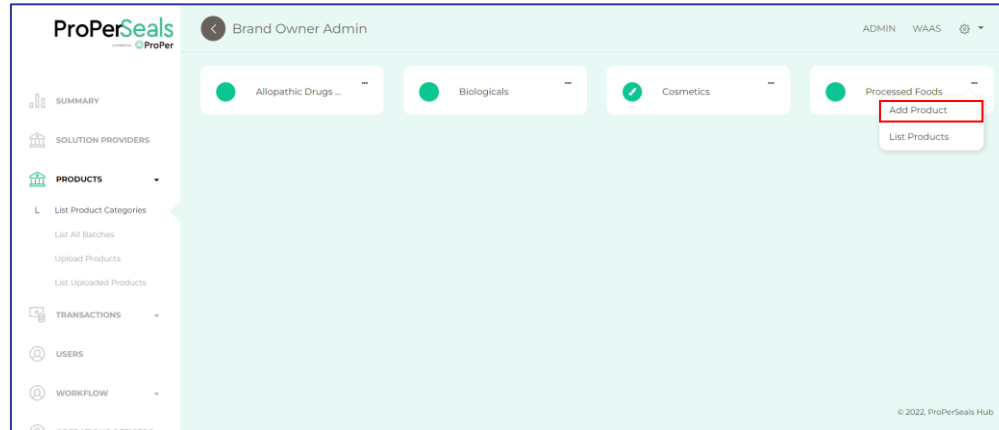 ProPerSeals
ProPer
Brand Owner Admin
ADMIN WAAS
SUMMARY
SOLUTION PROVIDERS
PRODUCTS
L List Product Categories
List All Batches
Upload Products
List Uploaded Products
TRANSACTIONS
USERS
WORKFLOW
Allopathic Drugs ...
Biologicals
Cosmetics
Processed Foods
Add Product
List Products
© 2022, ProPerSeals Hub